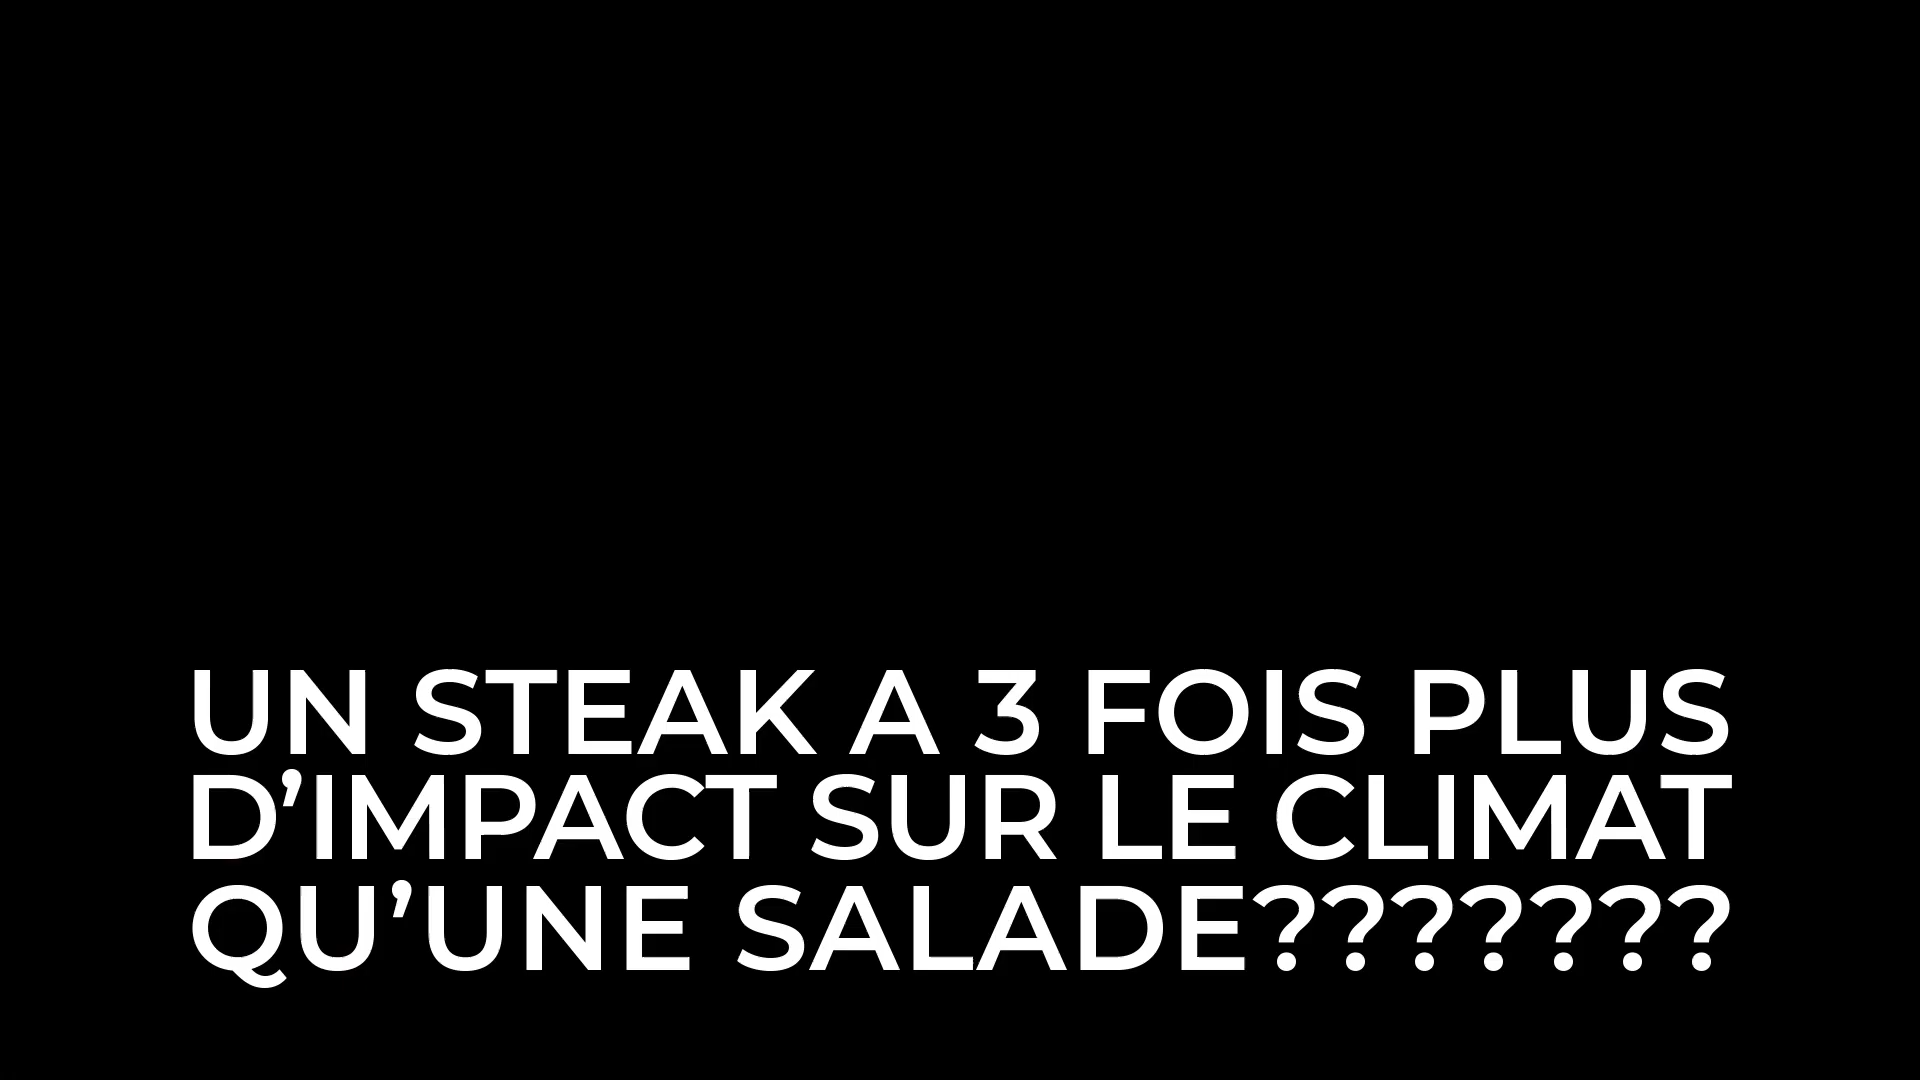 UN STEAK A 3 FOIS PLUS
D’IMPACT SUR LE CLIMAT
QU’UNE SALADE???????